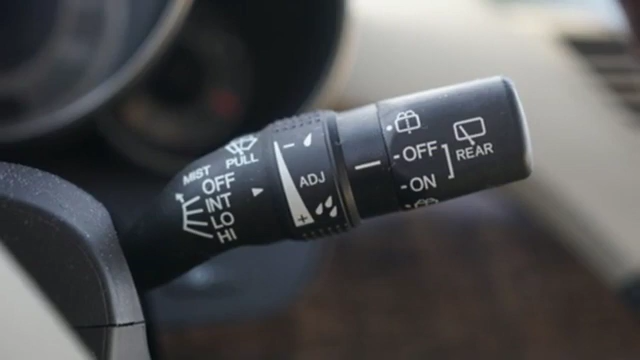 MIST
OFF
INT
LO
HI
PULL
-
ADJ
+
OFF
ON
REAR